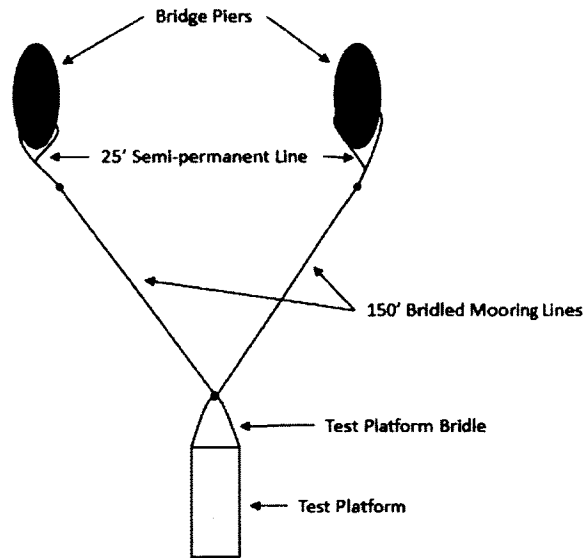 Bridge Piers
25' Semi-permanent Line
150' Bridled Mooring Lines
Test Platform Bridle
Test Platform